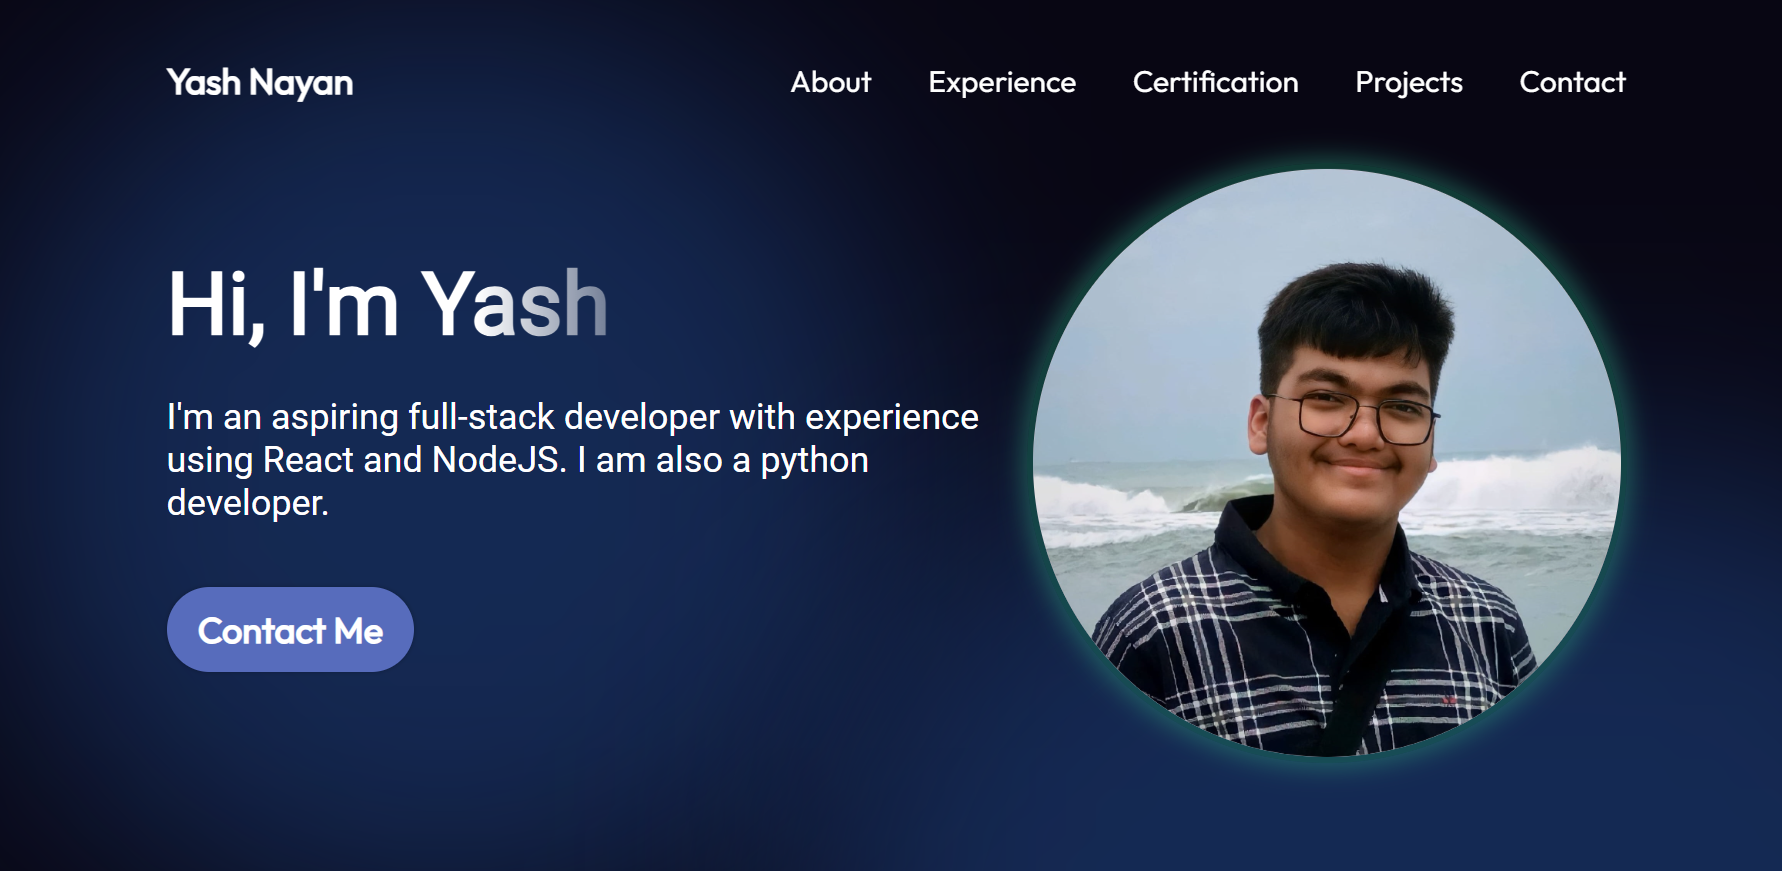 Yash Nayan
About
Experience
Certification
Projects
Contact
Hi, I'm Yash
I'm an aspiring full-stack developer with experience
using React and NodeJS. I am also a python
developer.
Contact Me